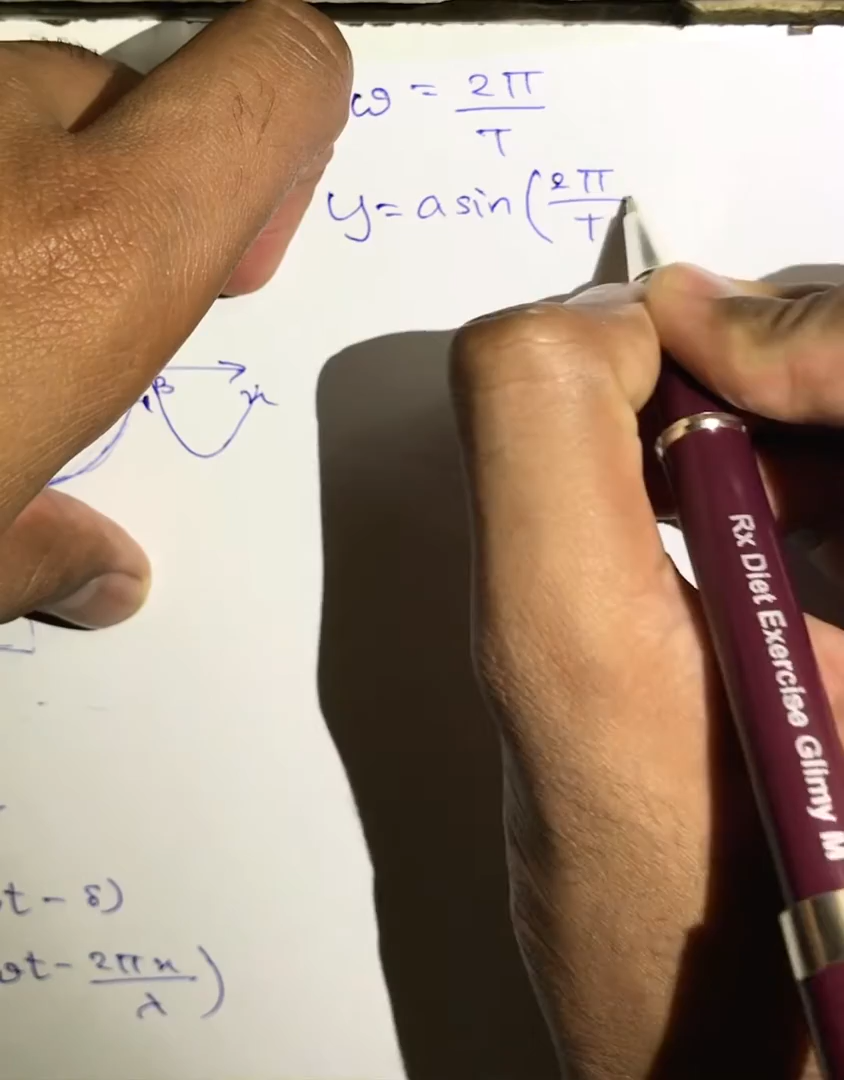 ω = 2π/T
y = a sin(2π/T
B
x
t - δ)
ωt - 2πx/λ)
Rx Diet Exercise Glimy M